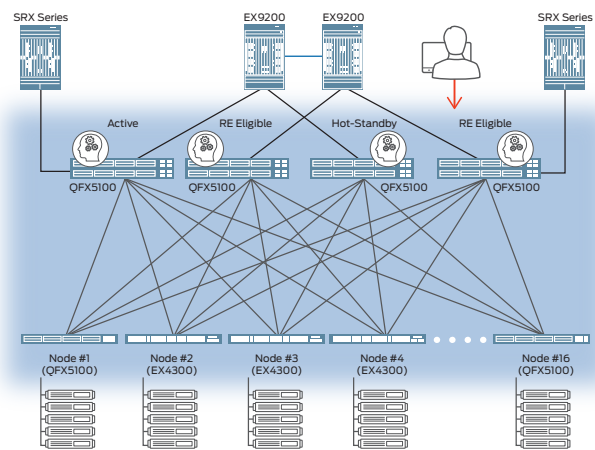 SRX Series
EX9200
EX9200
SRX Series
Active
RE Eligible
Hot-Standby
RE Eligible
QFX5100
QFX5100
QFX5100
QFX5100
Node #1
(QFX5100)
Node #2
(EX4300)
Node #3
(EX4300)
Node #4
(EX4300)
Node #16
(QFX5100)